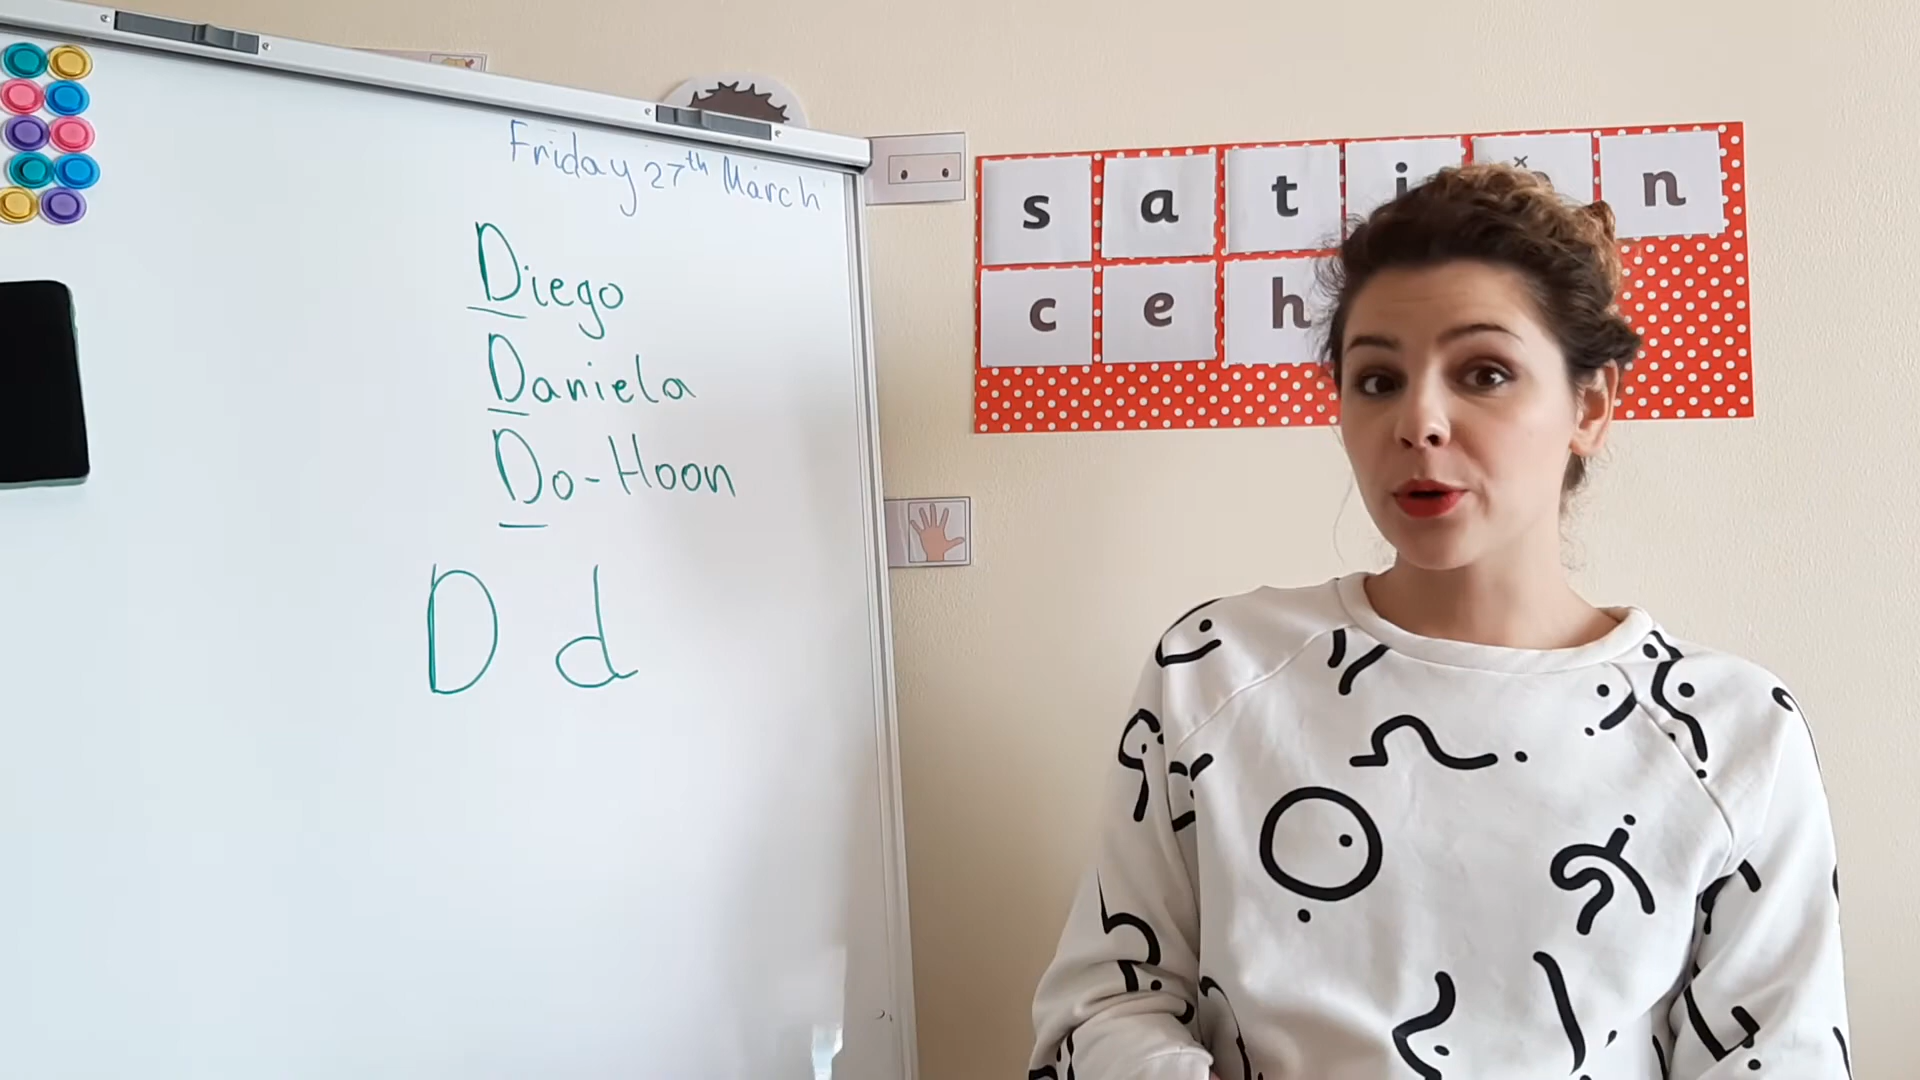 Friday 27th March
Diego
Daniela
Do-Hoon
D d
s a t i n
c e h